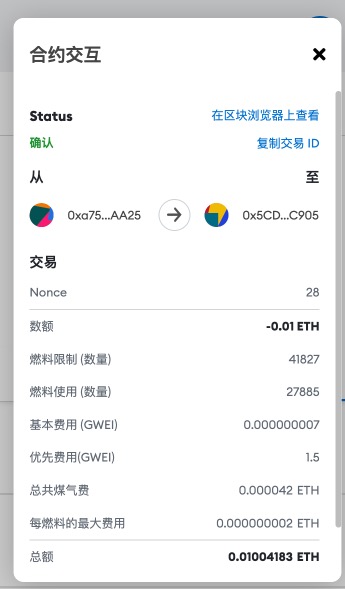 合约交互
Status
在区块浏览器上查看
确认
复制交易 ID
从
至
0xa75...AA25
0x5CD...C905
交易
Nonce 28
数额 -0.01 ETH
燃料限制 (数量) 41827
燃料使用 (数量) 27885
基本费用 (GWEI) 0.000000007
优先费用(GWEI) 1.5
总共煤气费 0.000042 ETH
每燃料的最大费用 0.000000002 ETH
总额 0.01004183 ETH